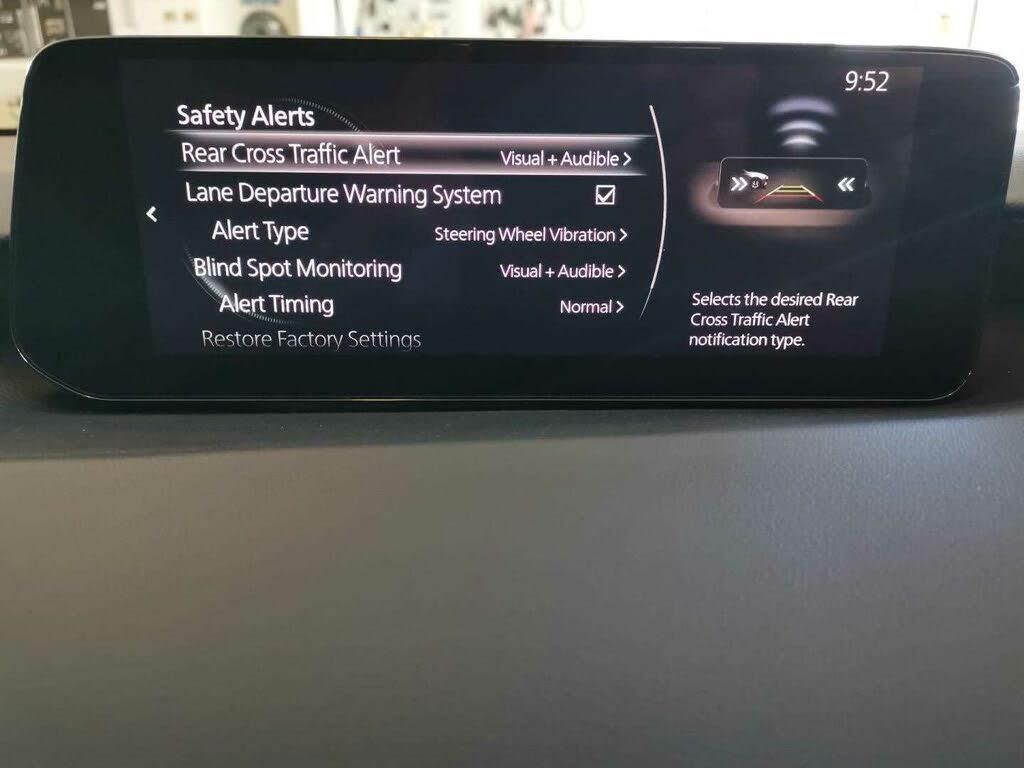 9:52
Safety Alerts
Rear Cross Traffic Alert Visual + Audible >
Lane Departure Warning System
Alert Type Steering Wheel Vibration >
Blind Spot Monitoring Visual + Audible >
Alert Timing Normal >
Restore Factory Settings
Selects the desired Rear
Cross Traffic Alert
notification type.